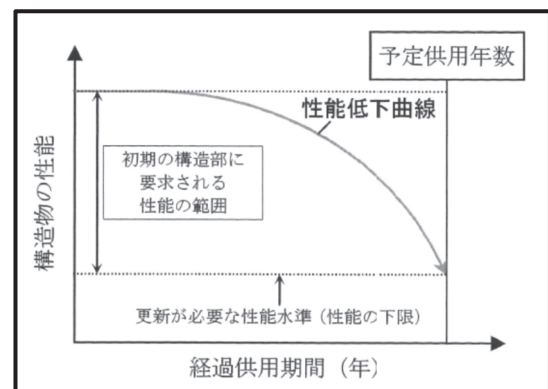 予定供用年数
性能低下曲線
構造物の性能
初期の構造部に
要求される
性能の範囲
更新が必要な性能水準（性能の下限）
経過供用期間（年）